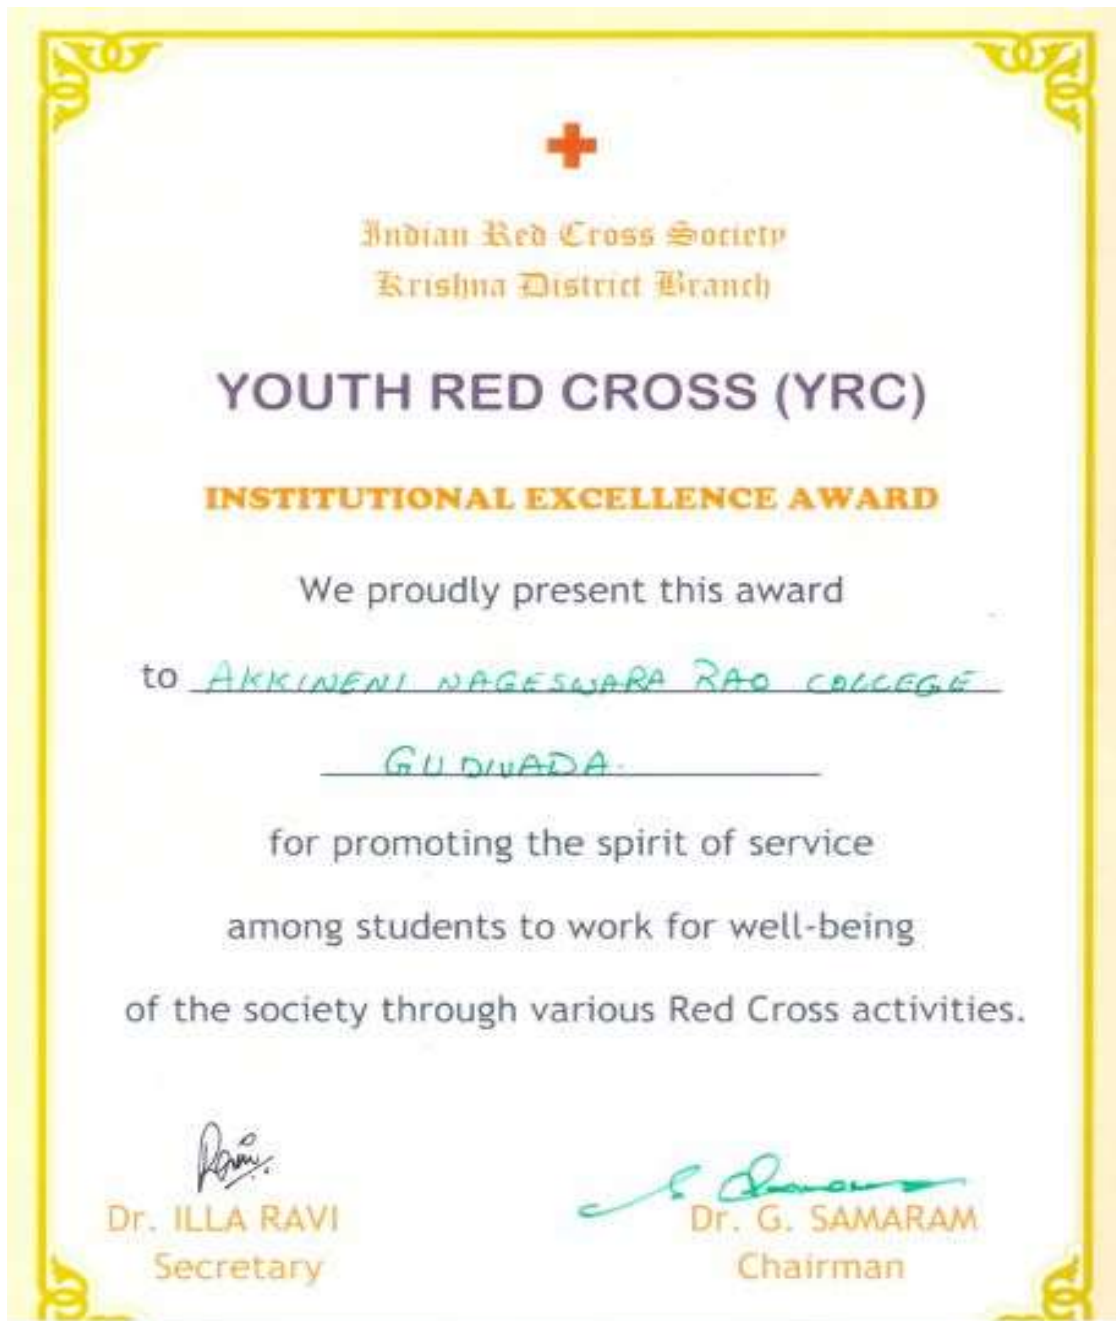 Indian Red Cross Society
Krishna District Branch
YOUTH RED CROSS (YRC)
INSTITUTIONAL EXCELLENCE AWARD
We proudly present this award
to AKKINENI NAGESWARA RAO COLLEGE
GUDIVADA.
for promoting the spirit of service
among students to work for well-being
of the society through various Red Cross activities.
Dr. ILLA RAVI
Secretary
Dr. G. SAMARAM
Chairman